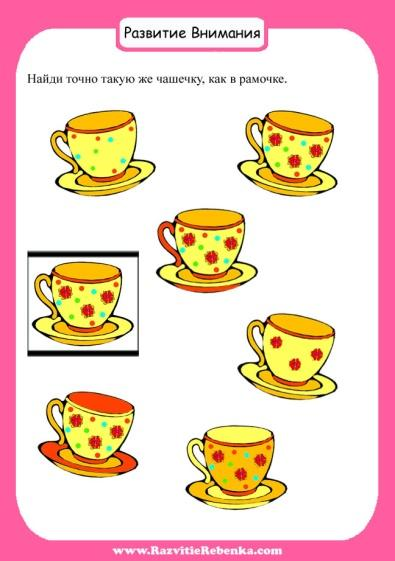 Развитие Внимания
Найди точно такую же чашечку, как в рамочке.
www.RazvitieRebenka.com